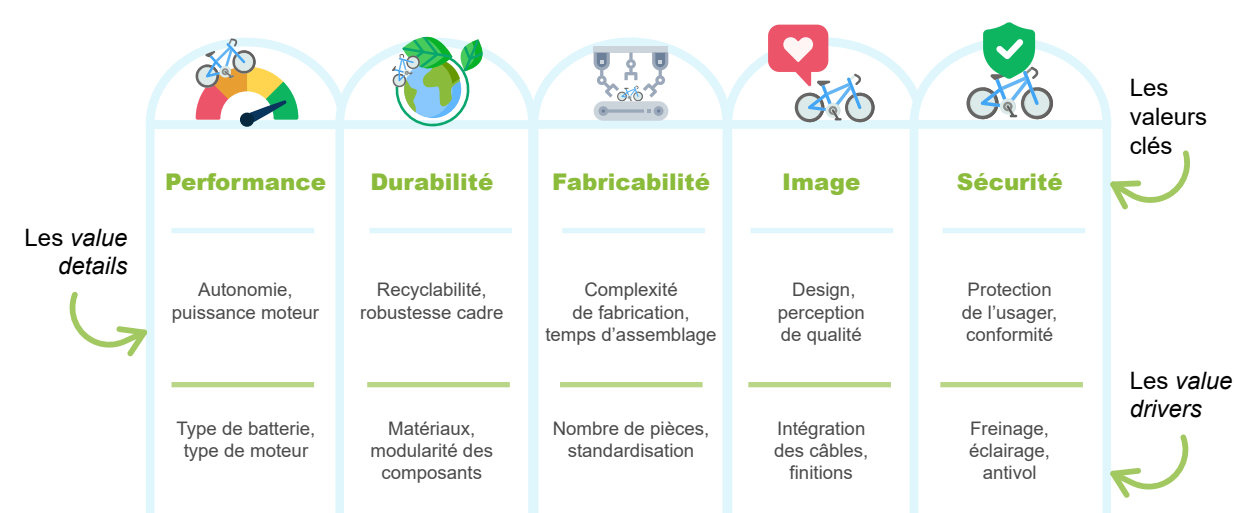 Les
valeurs
clés
Performance
Durabilité
Fabricabilité
Image
Sécurité
Les value
details
Autonomie,
puissance moteur
Recyclabilité,
robustesse cadre
Complexité
de fabrication,
temps d’assemblage
Design,
perception
de qualité
Protection
de l’usager,
conformité
Les value
drivers
Type de batterie,
type de moteur
Matériaux,
modularité des
composants
Nombre de pièces,
standardisation
Intégration
des câbles,
finitions
Freinage,
éclairage,
antivol